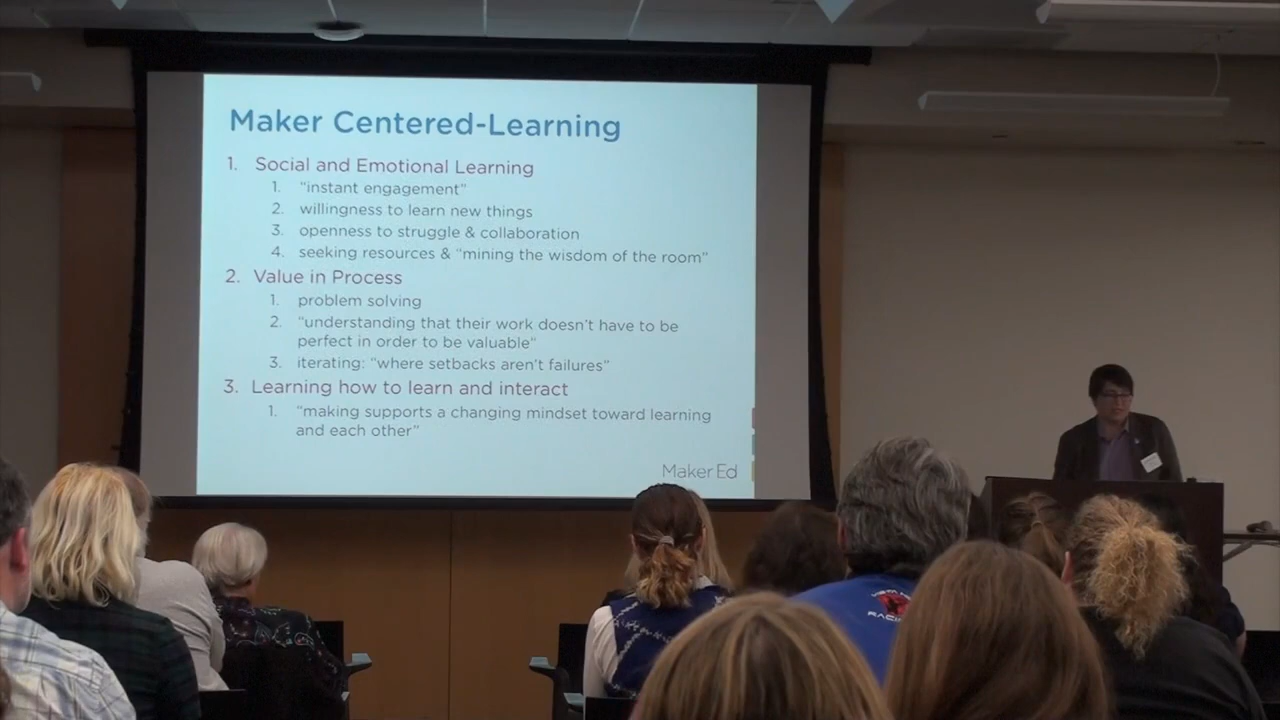 Maker Centered-Learning
1. Social and Emotional Learning
1. “instant engagement”
2. willingness to learn new things
3. openness to struggle & collaboration
4. seeking resources & “mining the wisdom of the room”
2. Value in Process
1. problem solving
2. “understanding that their work doesn’t have to be
perfect in order to be valuable”
3. iterating: “where setbacks aren’t failures”
3. Learning how to learn and interact
1. “making supports a changing mindset toward learning
and each other”
Maker Ed